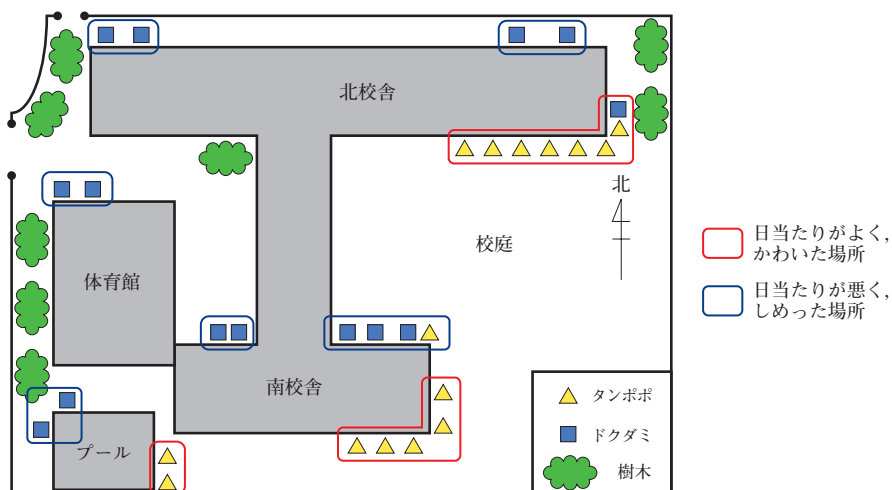 北校舎
北
校庭
日当たりがよく,
かわいた場所
体育館
日当たりが悪く,
しめった場所
南校舎
タンポポ
ドクダミ
プール
樹木